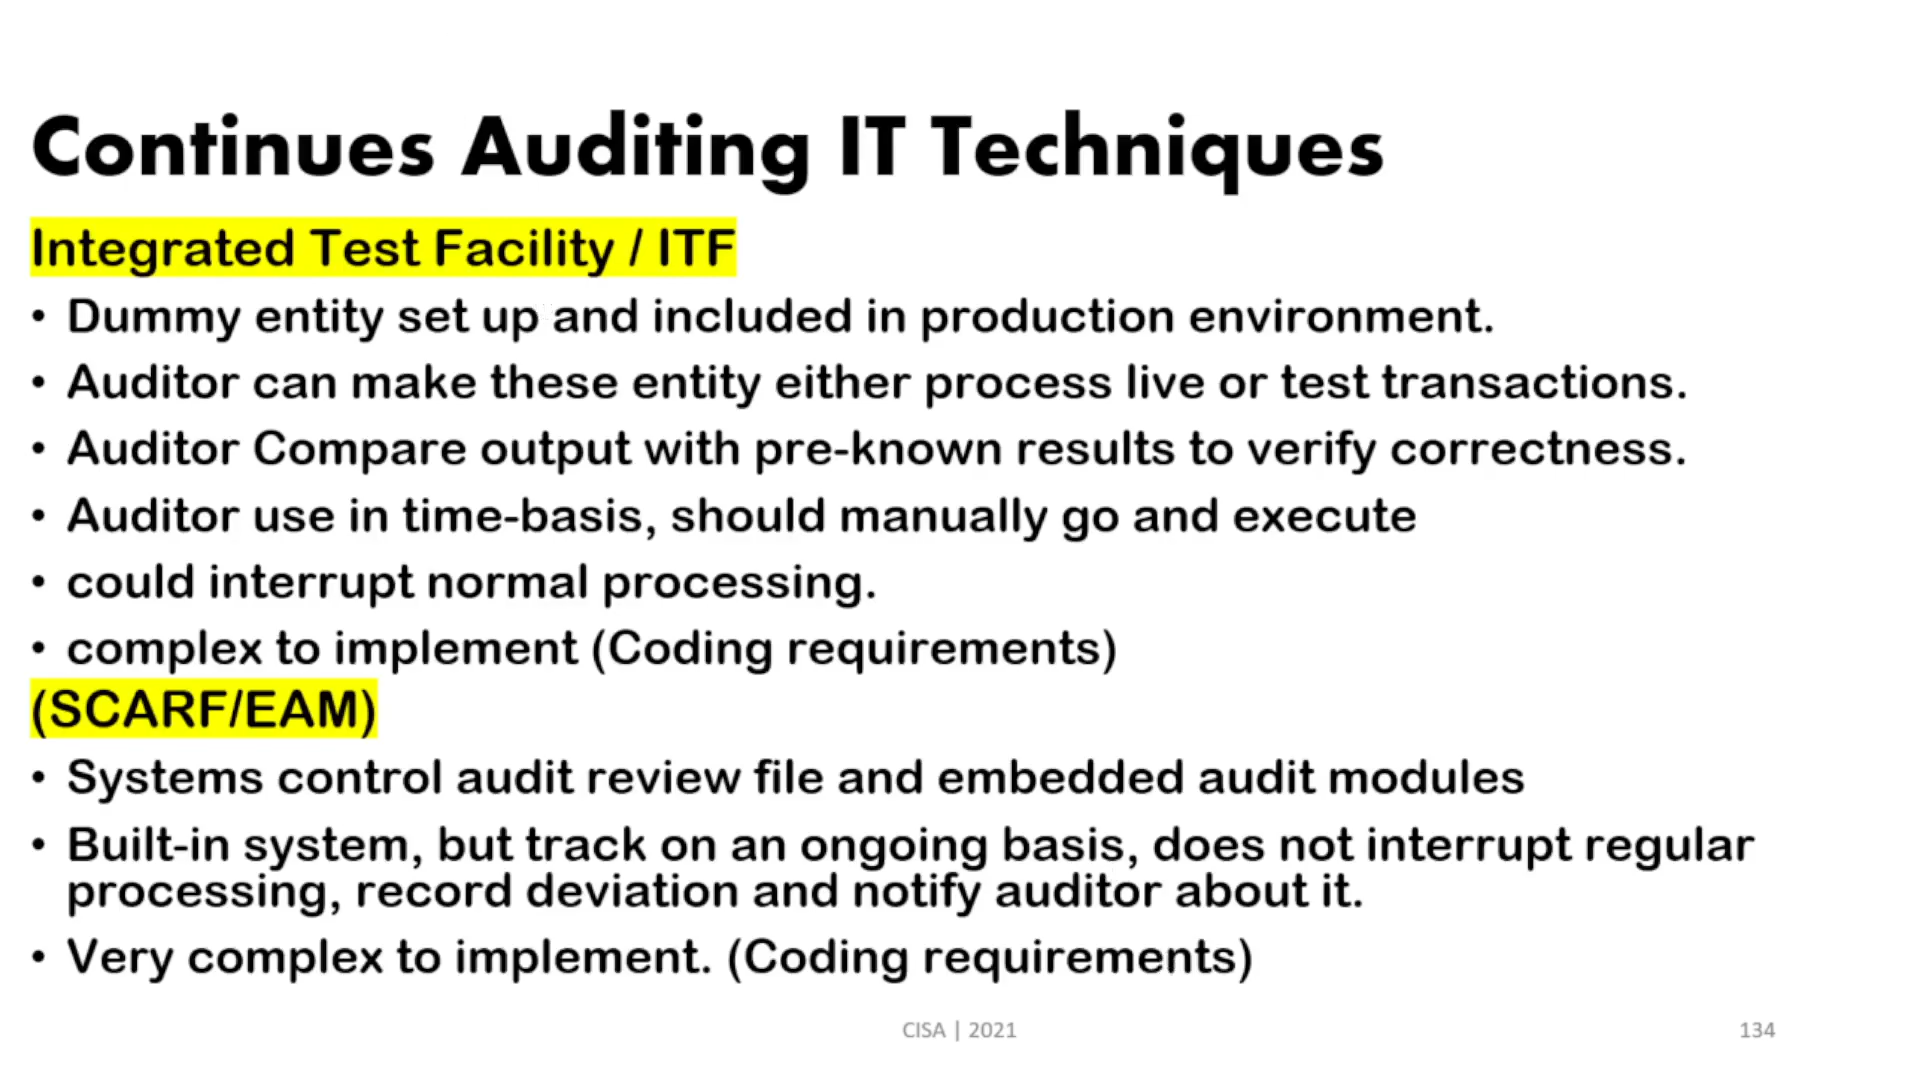 Continues Auditing IT Techniques
Integrated Test Facility / ITF
• Dummy entity set up and included in production environment.
• Auditor can make these entity either process live or test transactions.
• Auditor Compare output with pre-known results to verify correctness.
• Auditor use in time-basis, should manually go and execute
• could interrupt normal processing.
• complex to implement (Coding requirements)
(SCARF/EAM)
• Systems control audit review file and embedded audit modules
• Built-in system, but track on an ongoing basis, does not interrupt regular
processing, record deviation and notify auditor about it.
• Very complex to implement. (Coding requirements)
CISA | 2021
134